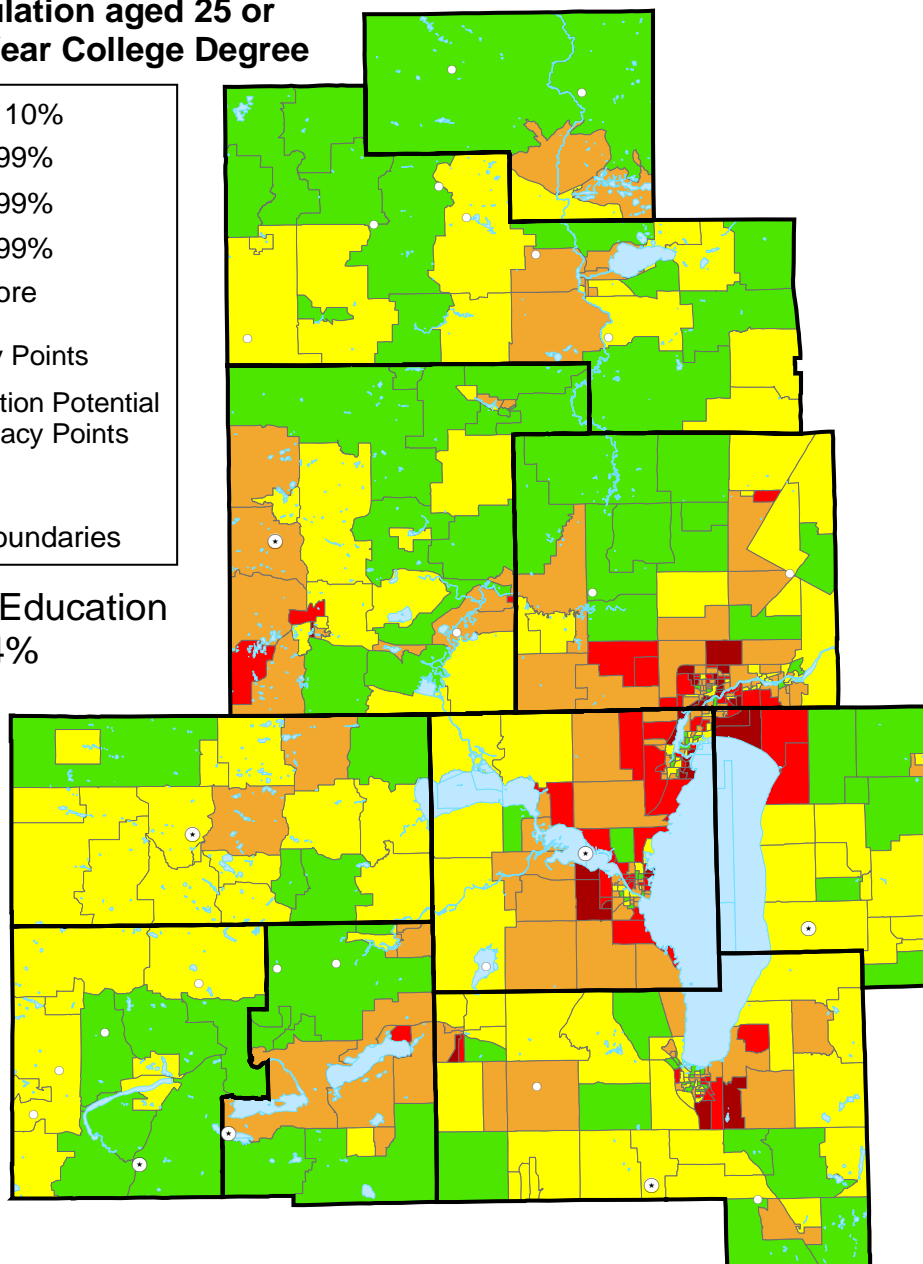 ulation aged 25 or
Year College Degree
10%
99%
99%
99%
ore
y Points
tion Potential
acy Points
oundaries
Education
4%